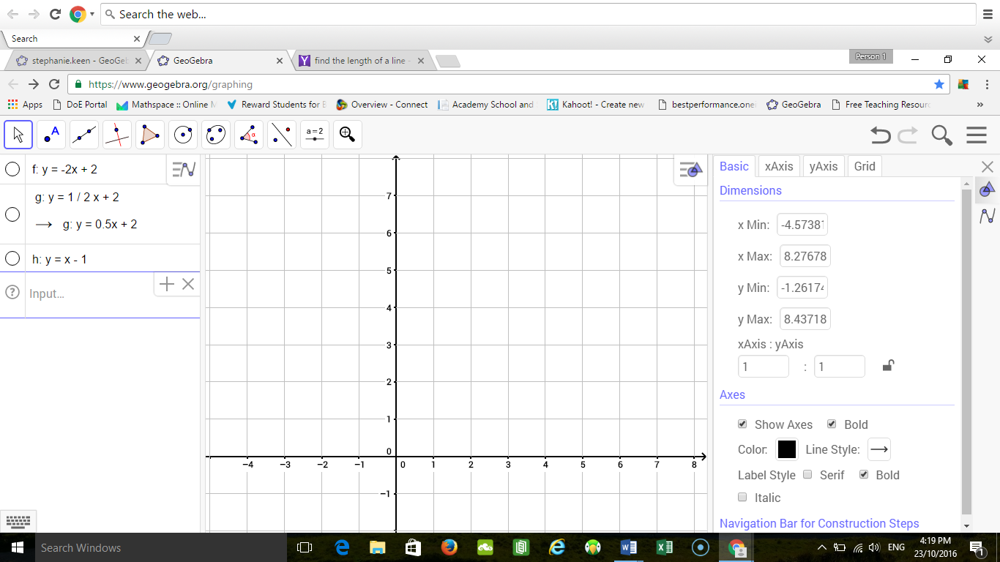 Search the web...
Search
stephanie.keen - GeoGeb
GeoGebra
find the length of a line -
Person 1
https://www.geogebra.org/graphing
Apps
DoE Portal
Mathspace :: Online M
Reward Students for B
Overview - Connect
Academy School and
Kahoot! - Create new
bestperformance.one
GeoGebra
Free Teaching Resour
»
A
α
a = 2
f: y = -2x + 2
g: y = 1 / 2 x + 2
→ g: y = 0.5x + 2
h: y = x - 1
Input...
7
6
5
4
3
2
1
0
−4 −3 −2 −1 0 1 2 3 4 5 6 7 8
−1
Basic xAxis yAxis Grid
Dimensions
x Min: -4.57381
x Max: 8.27678
y Min: -1.26174
y Max: 8.43718
xAxis : yAxis
1 : 1
Axes
Show Axes Bold
Color: Line Style:
Label Style Serif Bold
Italic
Navigation Bar for Construction Steps
Search Windows
ENG
4:19 PM
23/10/2016
1